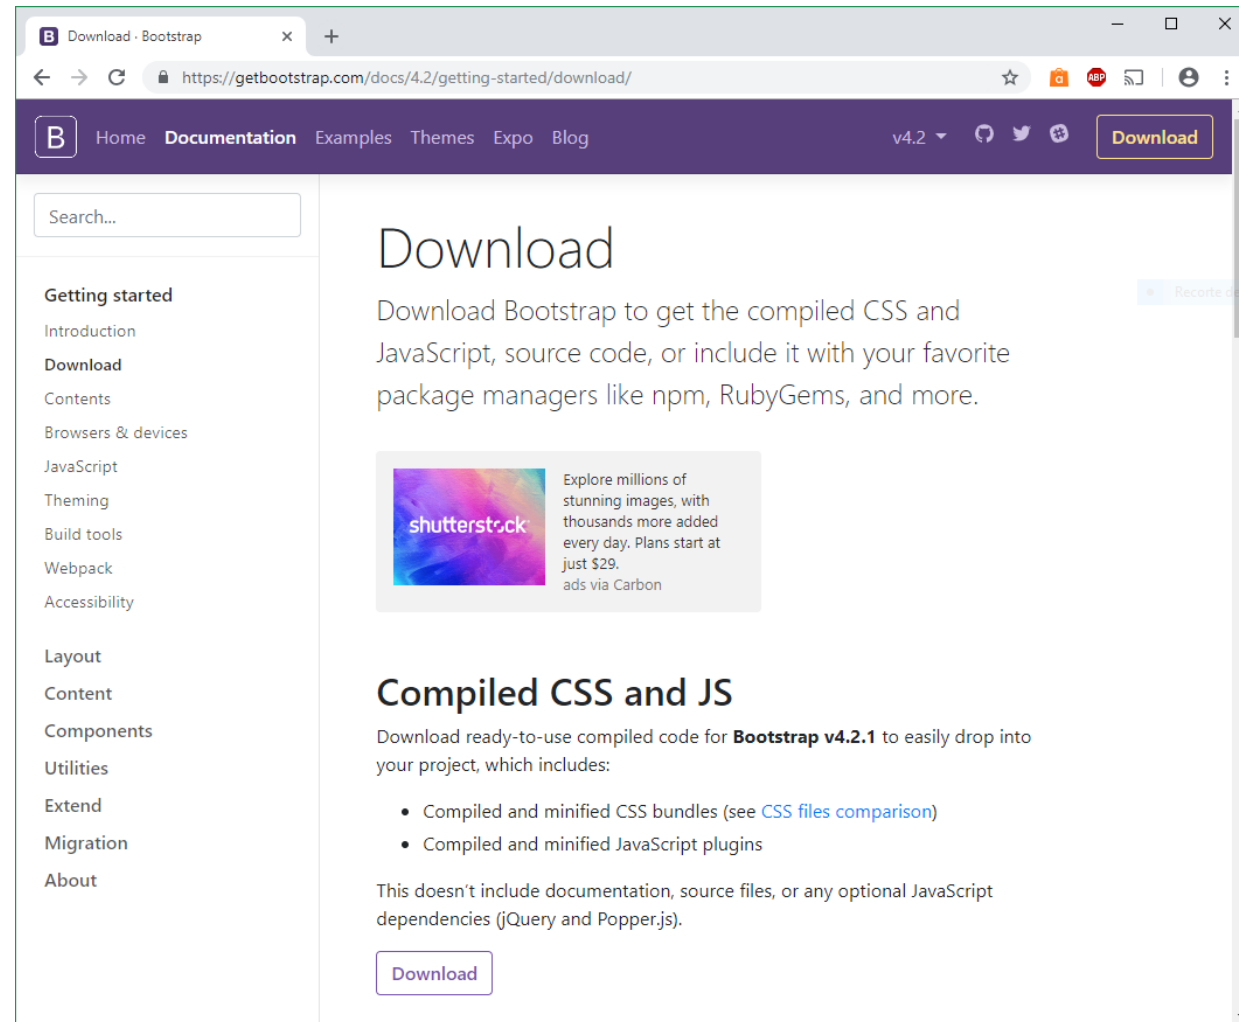 B Download · Bootstrap
https://getbootstrap.com/docs/4.2/getting-started/download/
ABP
B Home Documentation Examples Themes Expo Blog v4.2 Download
Search...
Getting started
Introduction
Download
Contents
Browsers & devices
JavaScript
Theming
Build tools
Webpack
Accessibility
Layout
Content
Components
Utilities
Extend
Migration
About
Download
Download Bootstrap to get the compiled CSS and
JavaScript, source code, or include it with your favorite
package managers like npm, RubyGems, and more.
shutterstock
Explore millions of
stunning images, with
thousands more added
every day. Plans start at
just $29.
ads via Carbon
Compiled CSS and JS
Download ready-to-use compiled code for Bootstrap v4.2.1 to easily drop into
your project, which includes:
• Compiled and minified CSS bundles (see CSS files comparison)
• Compiled and minified JavaScript plugins
This doesn't include documentation, source files, or any optional JavaScript
dependencies (jQuery and Popper.js).
Download
Recorte de